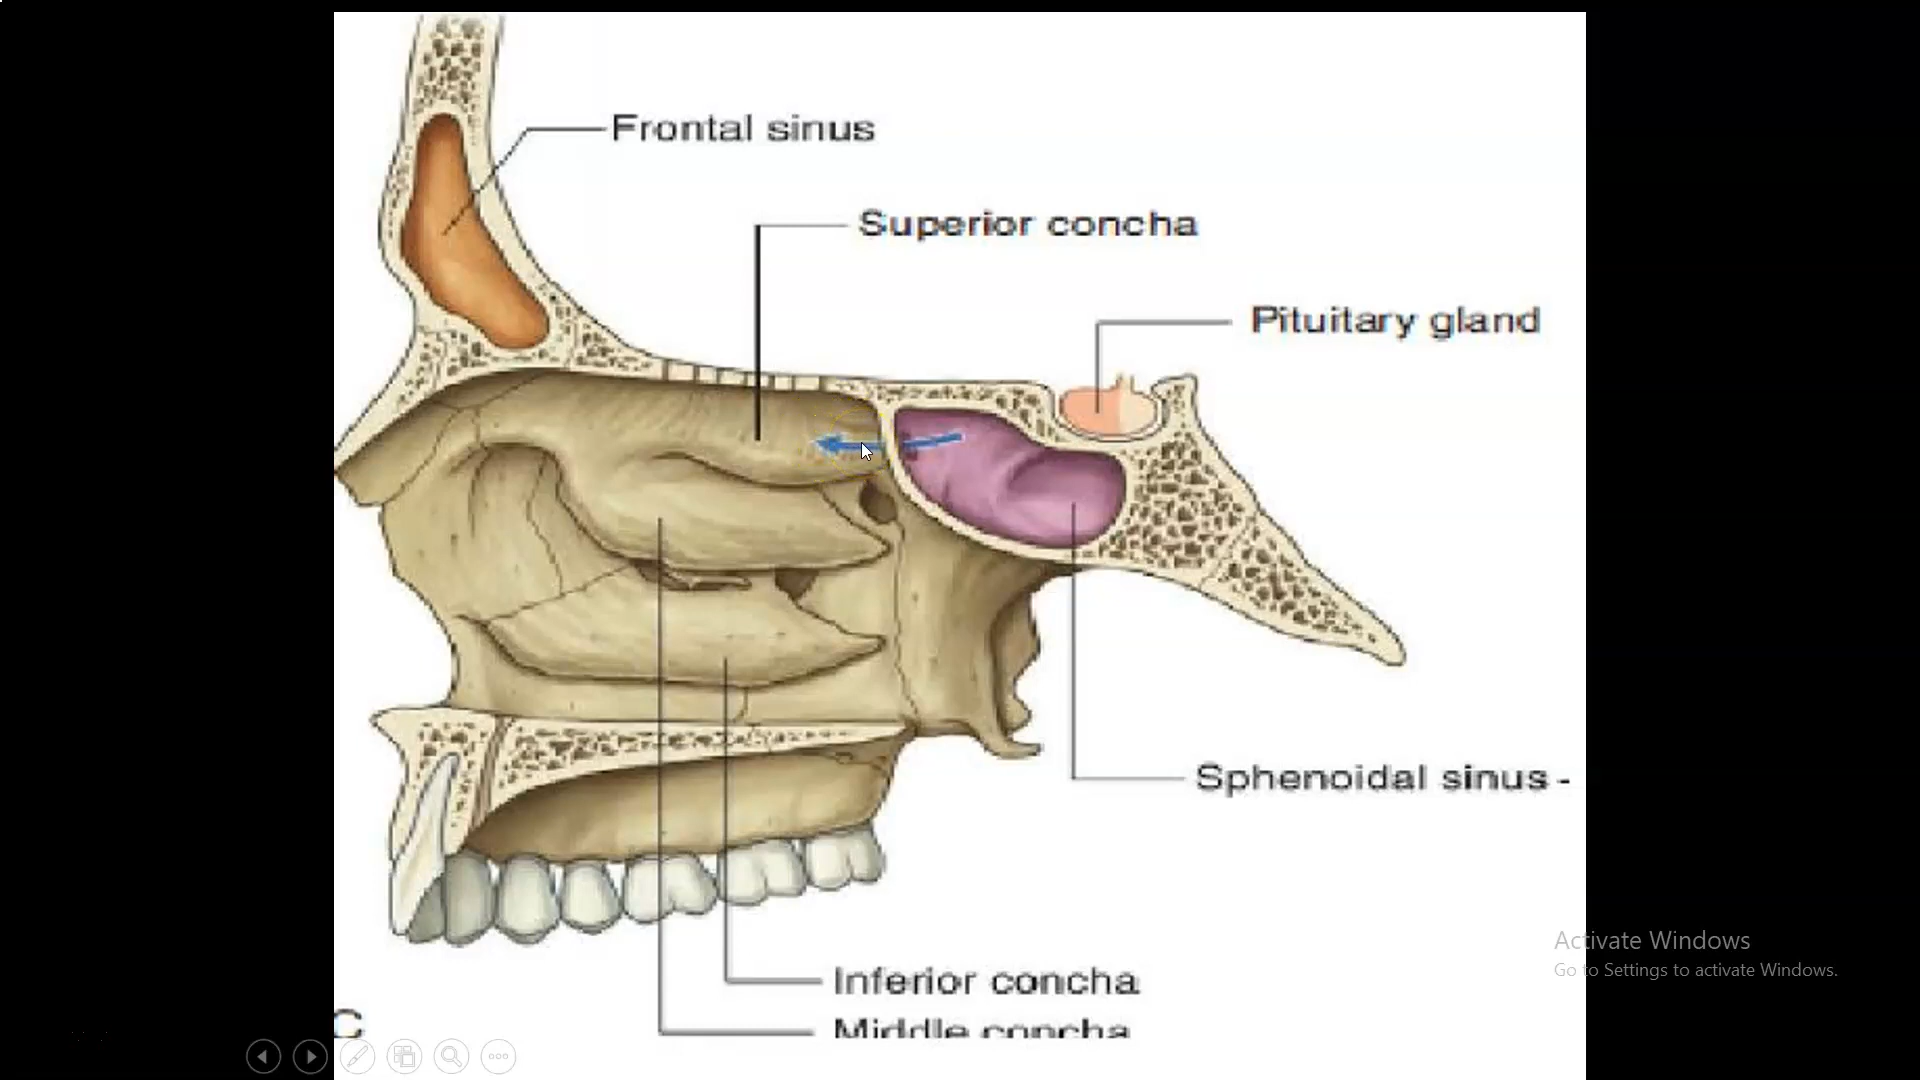 Frontal sinus
Superior concha
Pituitary gland
Sphenoidal sinus -
Inferior concha
Middle concha
C
Activate Windows
Go to Settings to activate Windows.